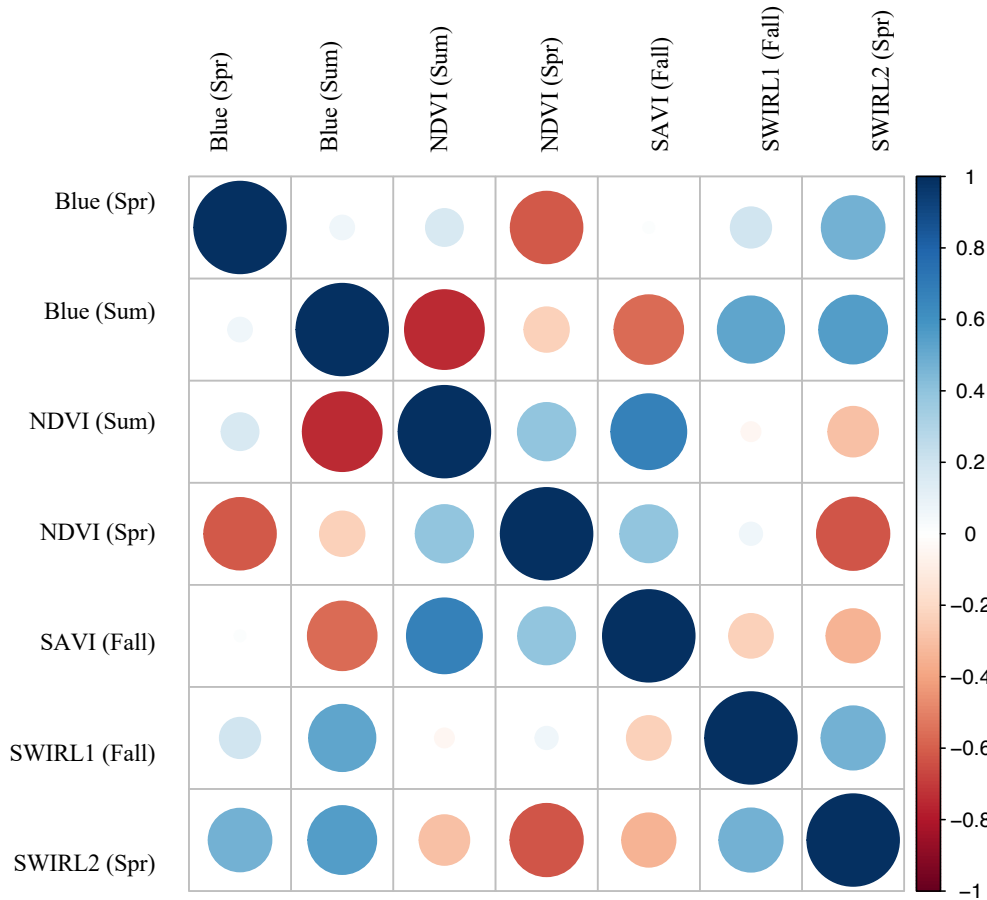 Blue (Spr)
Blue (Sum)
NDVI (Sum)
NDVI (Spr)
SAVI (Fall)
SWIRL1 (Fall)
SWIRL2 (Spr)
Blue (Spr)
Blue (Sum)
NDVI (Sum)
NDVI (Spr)
SAVI (Fall)
SWIRL1 (Fall)
SWIRL2 (Spr)
1
0.8
0.6
0.4
0.2
0
−0.2
−0.4
−0.6
−0.8
−1